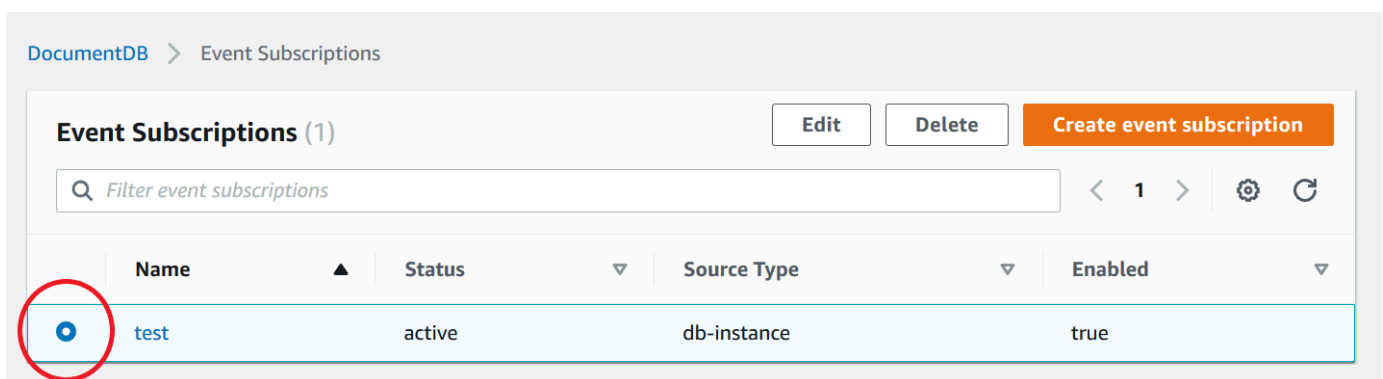 DocumentDB > Event Subscriptions
Event Subscriptions (1) Edit Delete Create event subscription
Filter event subscriptions < 1 >
Name Status Source Type Enabled
test active db-instance true